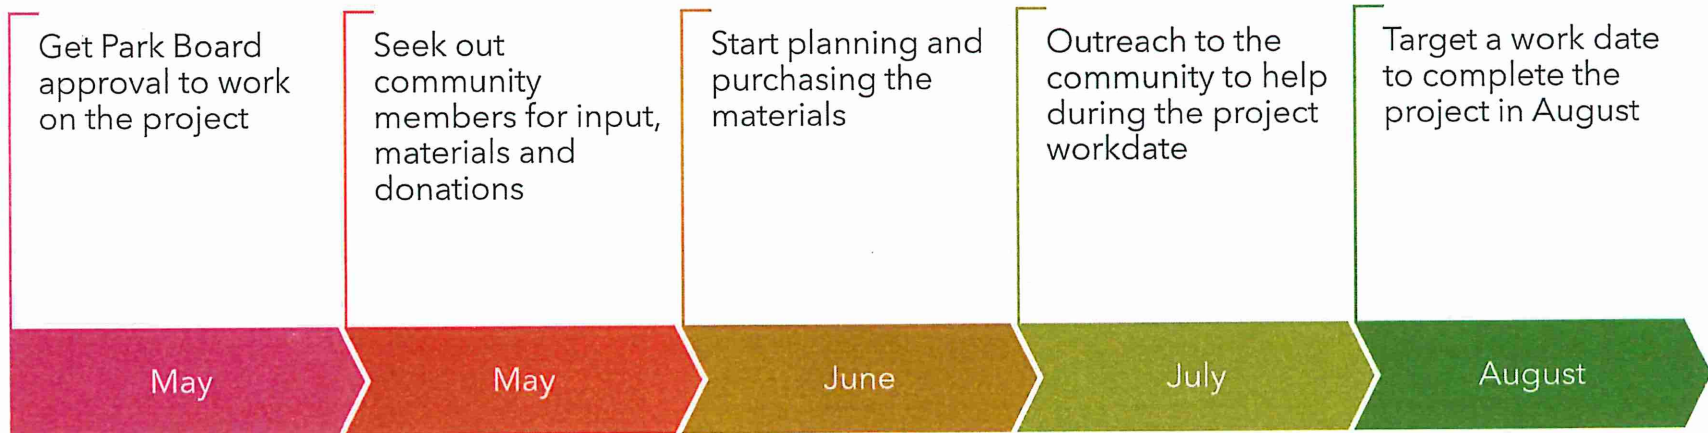 Get Park Board
approval to work
on the project
Seek out
community
members for input,
materials and
donations
Start planning and
purchasing the
materials
Outreach to the
community to help
during the project
workdate
Target a work date
to complete the
project in August
May
May
June
July
August